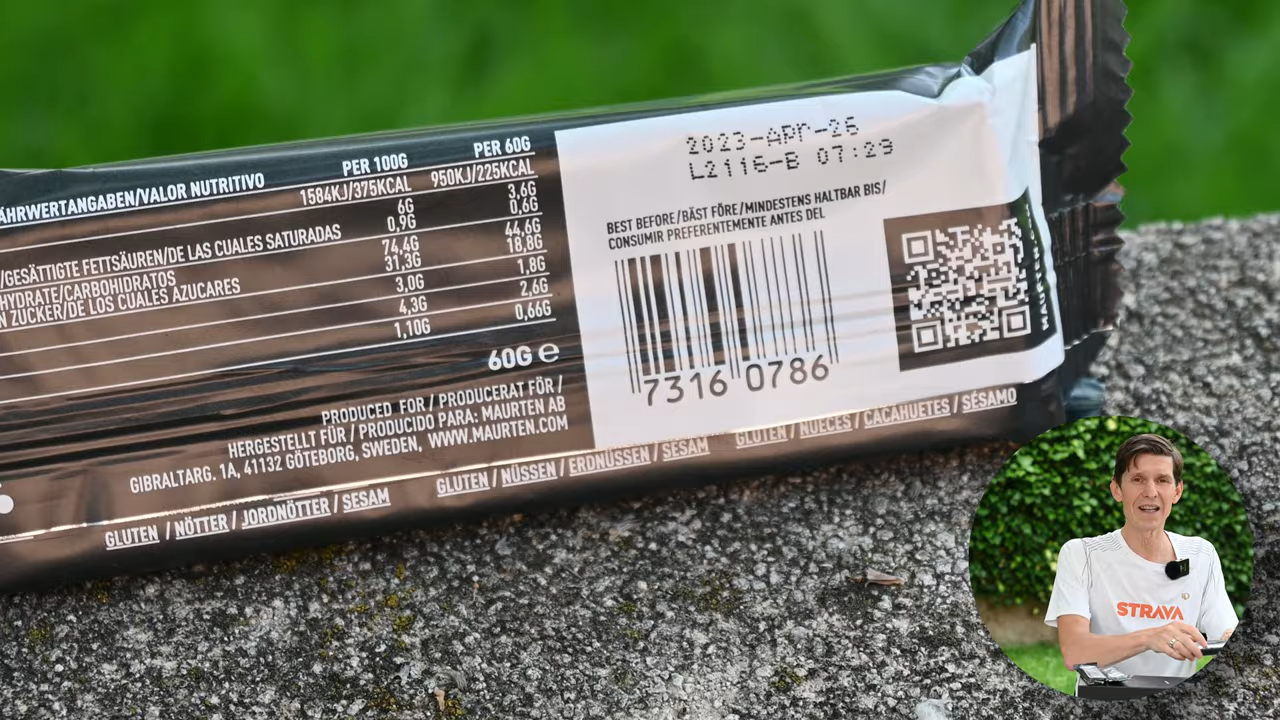 ÄHRWERTANGABEN/VALOR NUTRITIVO PER 100G PER 60G
1584KJ/375KCAL 950KJ/225KCAL
6G 3,6G
/GESÄTTIGTE FETTSÄUREN/DE LAS CUALES SATURADAS 0,9G 0,6G
HYDRATE/CARBOHIDRATOS 74,4G 44,6G
N ZUCKER/DE LOS CUALES AZUCARES 31,3G 18,8G
3,0G 1,8G
4,3G 2,6G
1,10G 0,66G
60G e
PRODUCED FOR / PRODUCERAT FÖR /
HERGESTELLT FÜR / PRODUCIDO PARA: MAURTEN AB
GIBRALTARG. 1A, 41132 GÖTEBORG, SWEDEN, WWW.MAURTEN.COM
GLUTEN / NÖTTER / JORDNÖTTER / SESAM GLUTEN / NÜSSEN / ERDNÜSSEN / SESAM GLUTEN / NUECES / CACAHUETES / SÉSAMO
2023-APR-26
L2116-B 07:29
BEST BEFORE/BÄST FÖRE/MINDESTENS HALTBAR BIS/
CONSUMIR PREFERENTEMENTE ANTES DEL
7316 0786
STRAVA